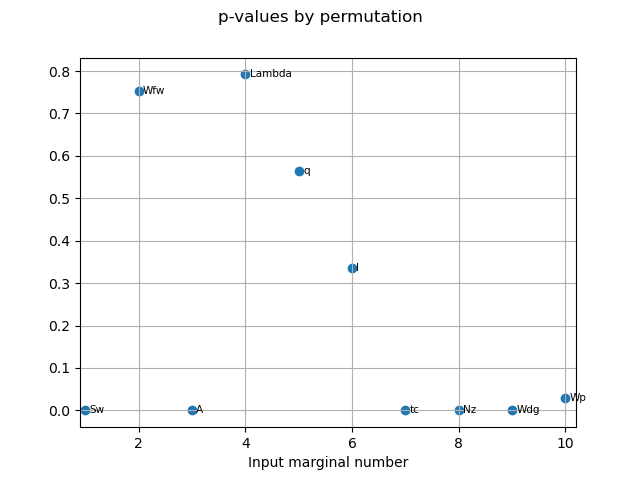 p-values by permutation
0.8
0.7
0.6
0.5
0.4
0.3
0.2
0.1
0.0
Lambda
Wfw
q
l
Wp
Sw
A
tc
Nz
Wdg
2
4
6
8
10
Input marginal number